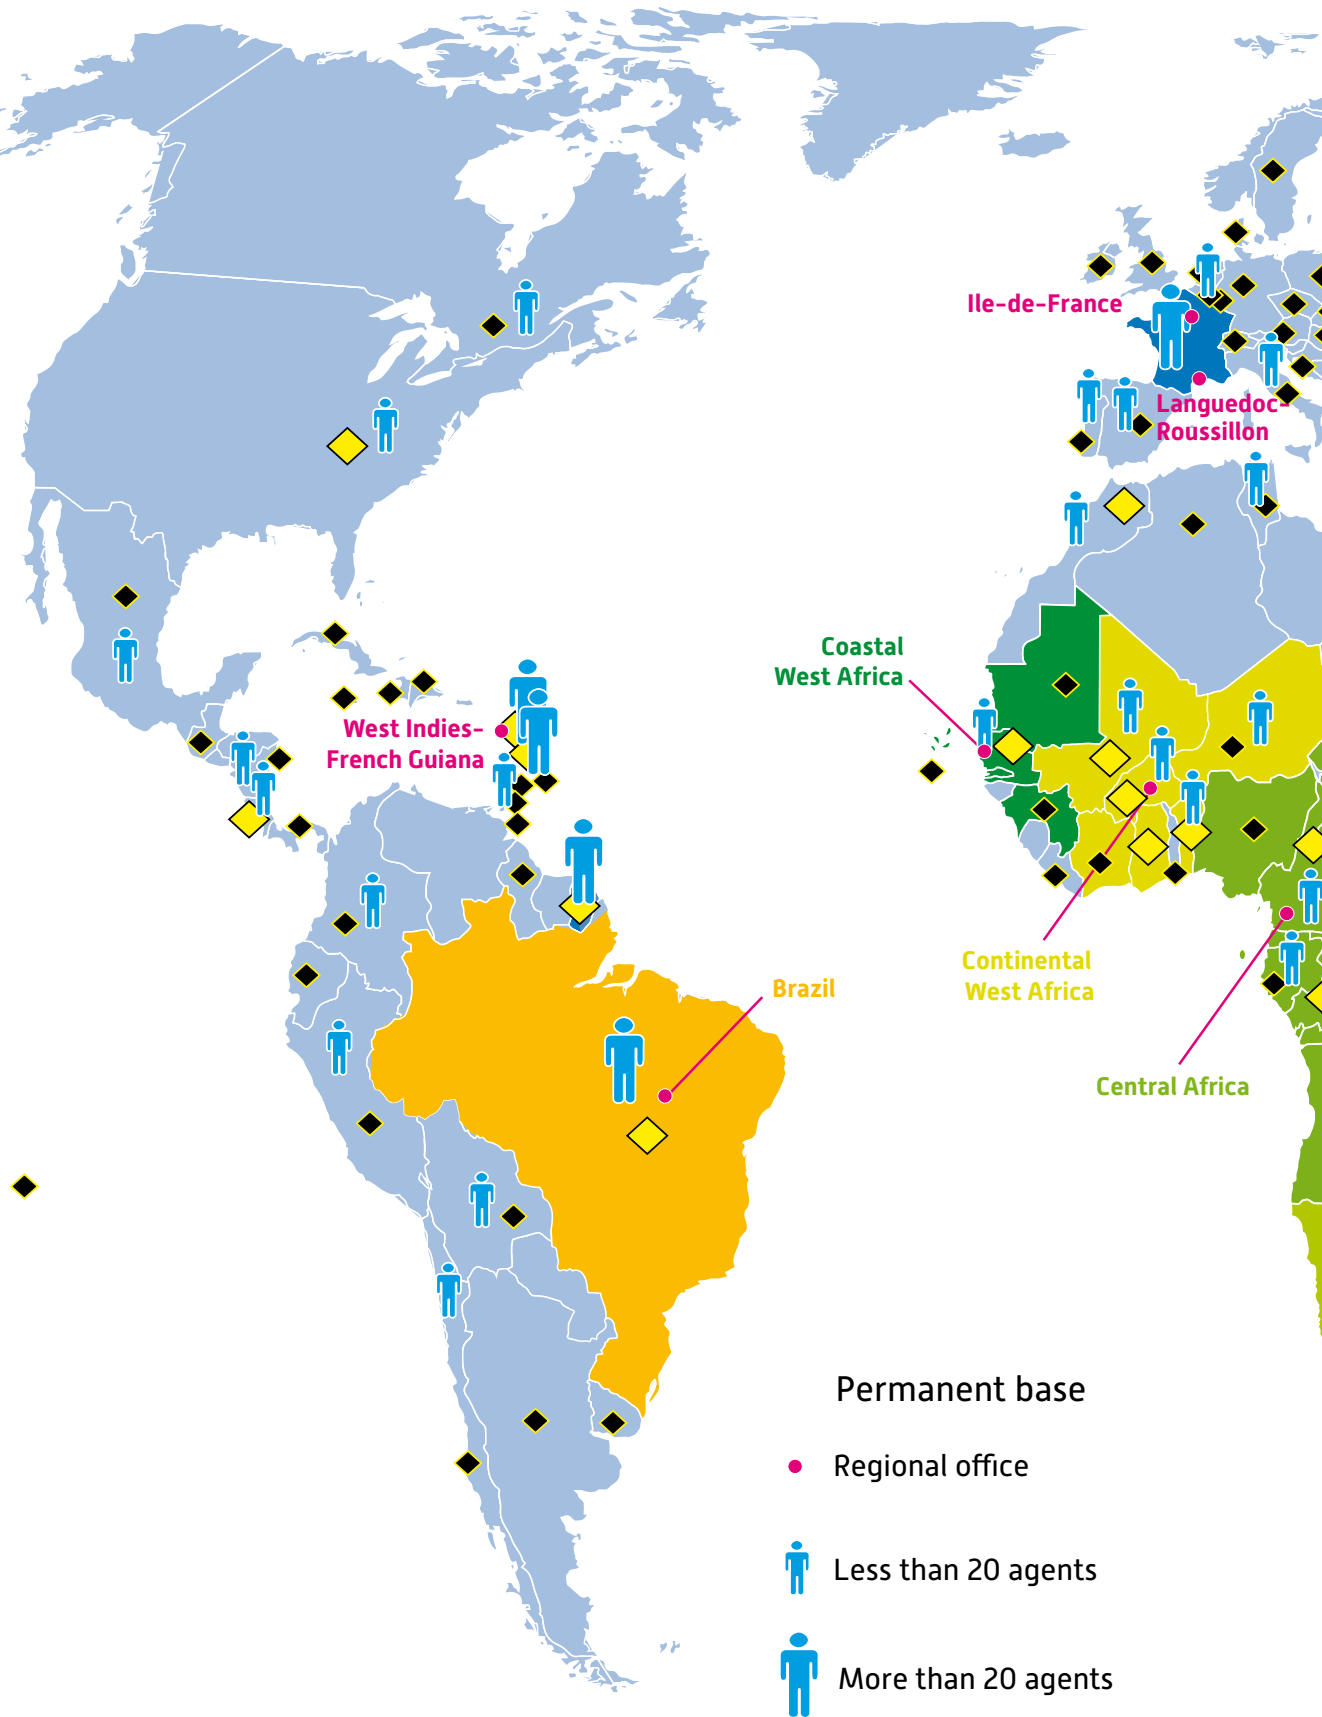 Ile-de-France
Languedoc-
Roussillon
Coastal
West Africa
West Indies-
French Guiana
Continental
West Africa
Brazil
Central Africa
Permanent base
Regional office
Less than 20 agents
More than 20 agents